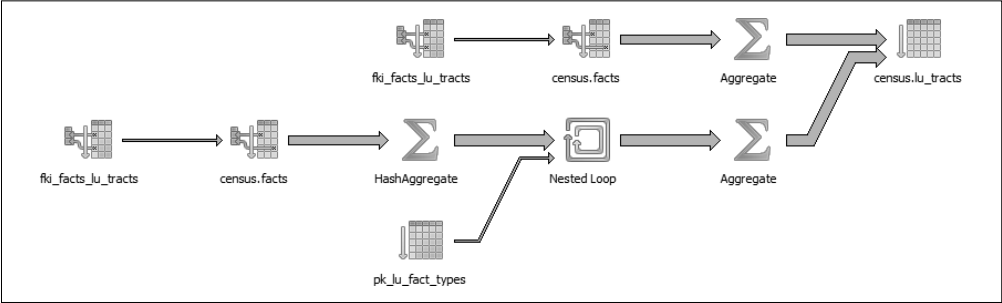 fki_facts_lu_tracts
census.facts
Aggregate
census.lu_tracts
fki_facts_lu_tracts
census.facts
HashAggregate
Nested Loop
Aggregate
pk_lu_fact_types